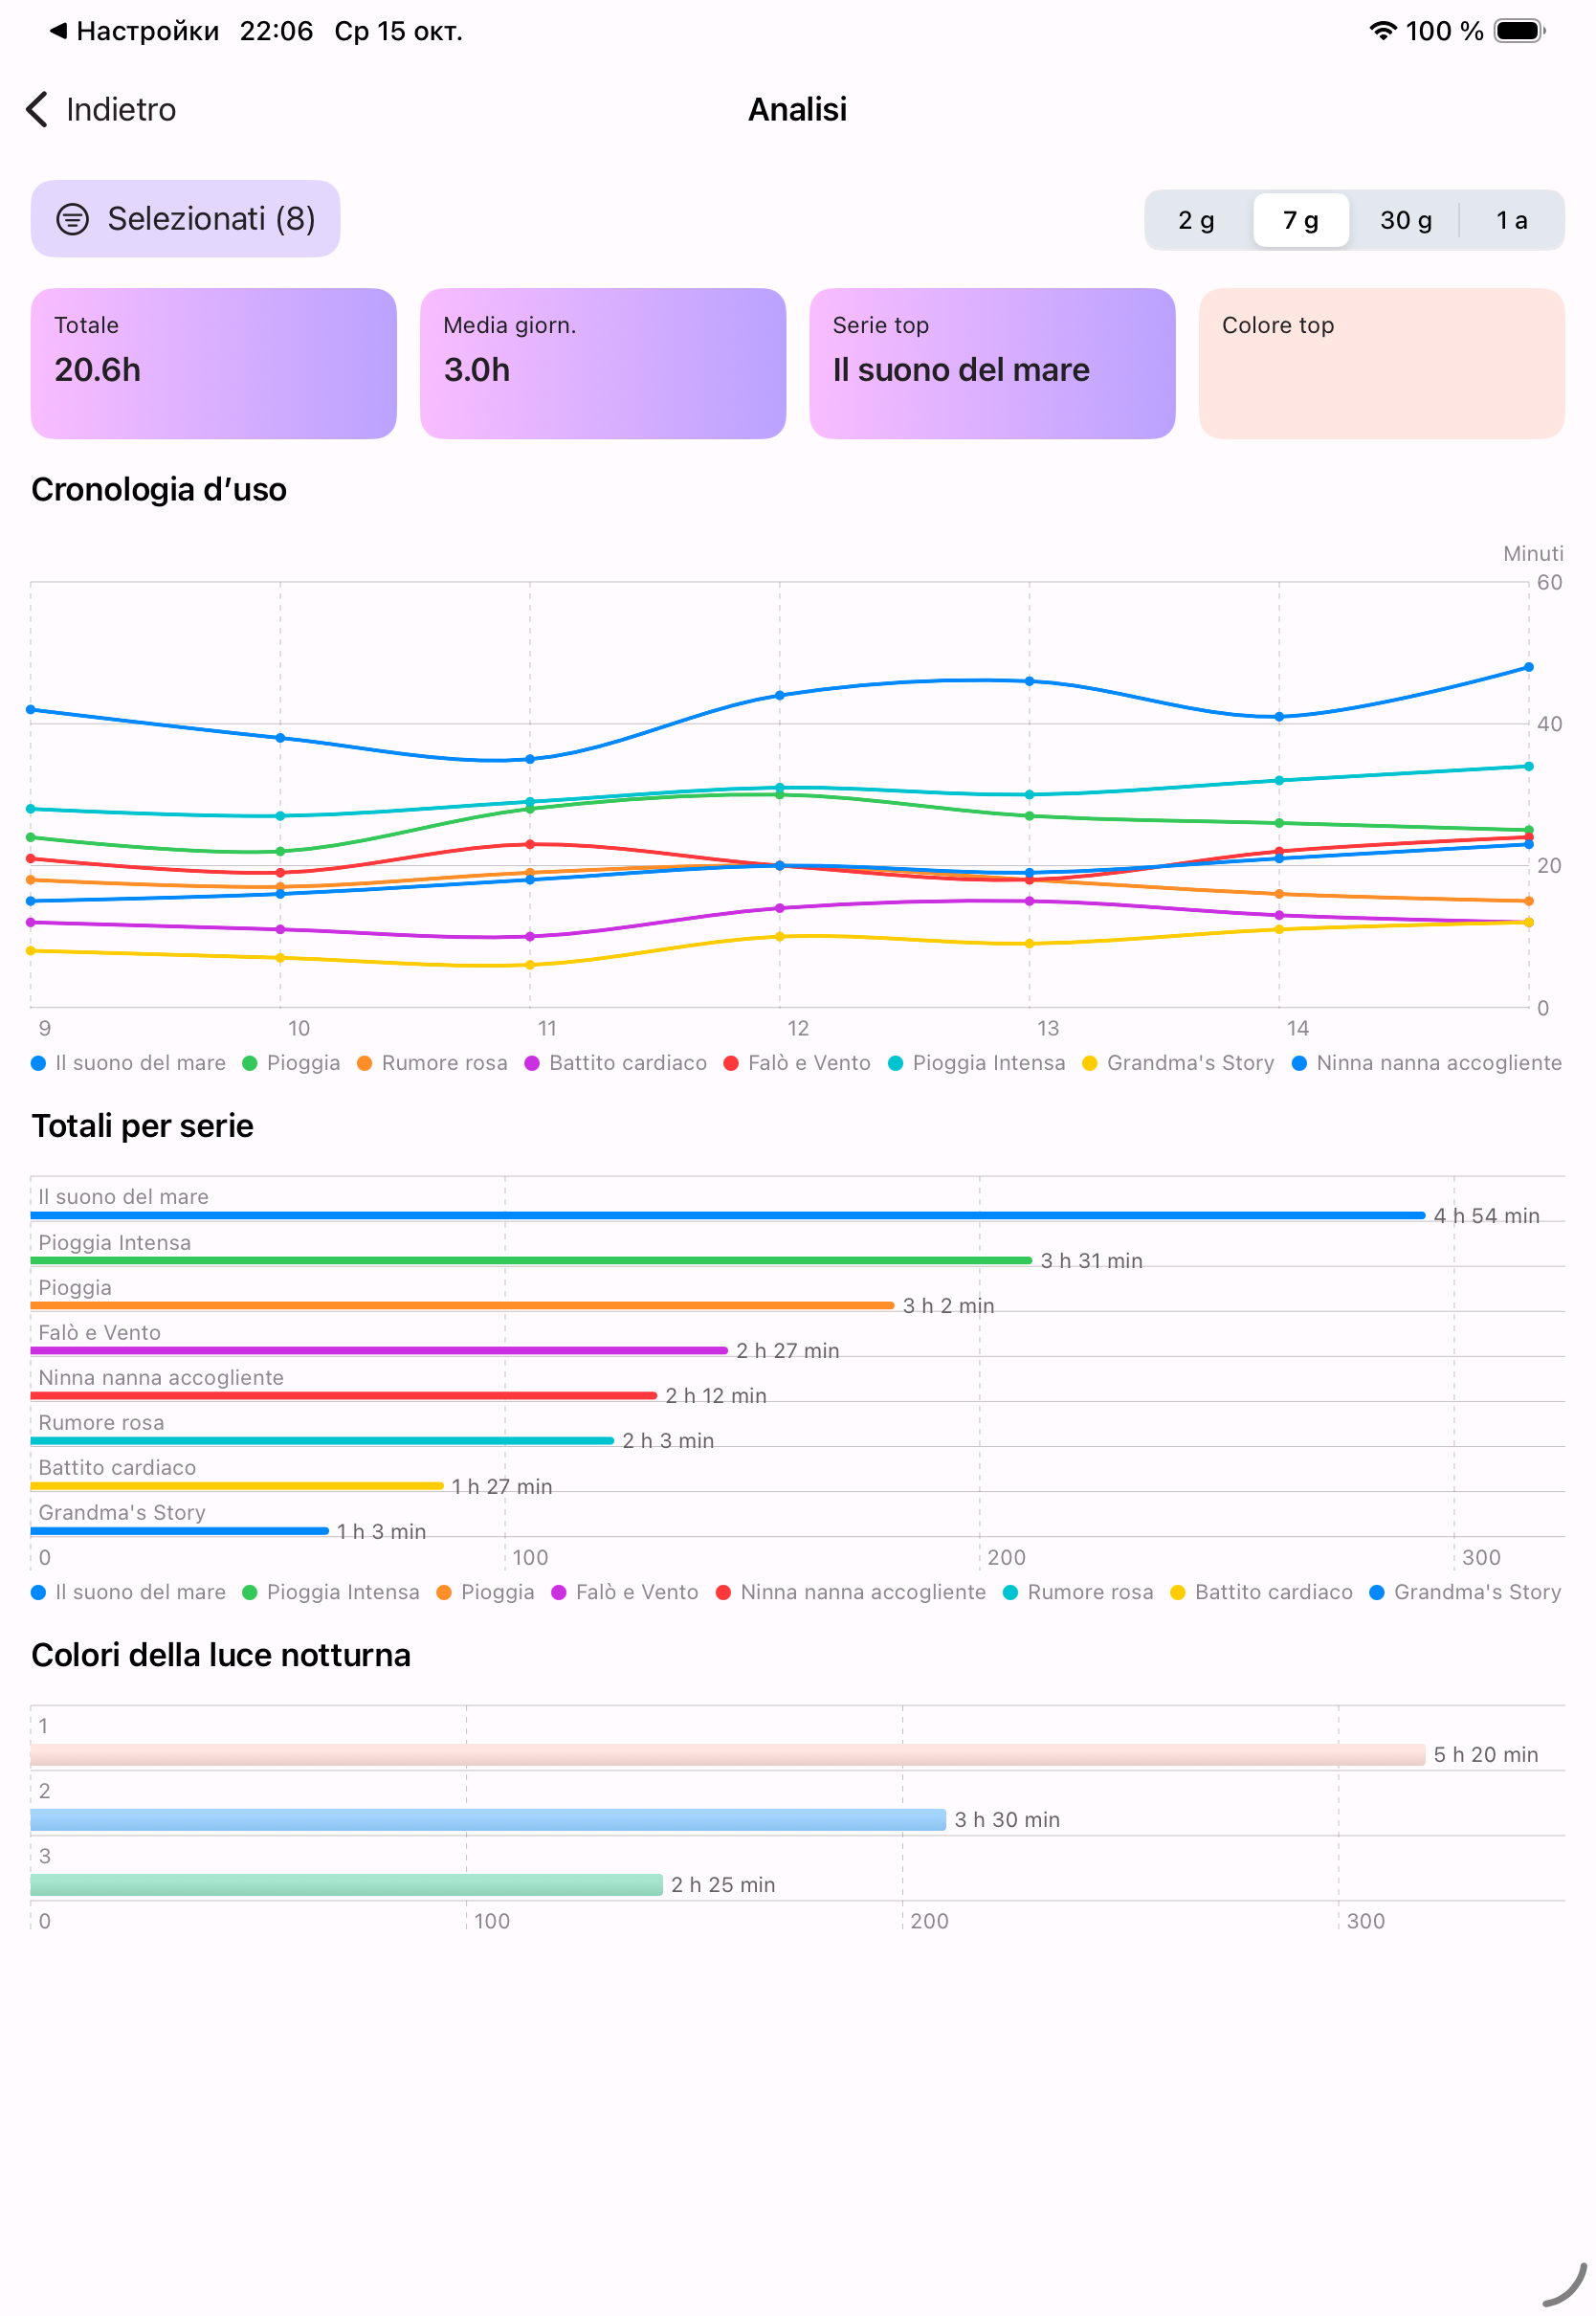 Настройки 22:06 Ср 15 окт. 100 %
Indietro
Analisi
Selezionati (8)
2 g 7 g 30 g 1 a
Totale
20.6h
Media giorn.
3.0h
Serie top
Il suono del mare
Colore top
Cronologia d’uso
Minuti
60
40
20
0
9 10 11 12 13 14
Il suono del mare Pioggia Rumore rosa Battito cardiaco Falò e Vento Pioggia Intensa Grandma's Story Ninna nanna accogliente
Totali per serie
Il suono del mare
4 h 54 min
Pioggia Intensa
3 h 31 min
Pioggia
3 h 2 min
Falò e Vento
2 h 27 min
Ninna nanna accogliente
2 h 12 min
Rumore rosa
2 h 3 min
Battito cardiaco
1 h 27 min
Grandma's Story
1 h 3 min
0 100 200 300
Il suono del mare Pioggia Intensa Pioggia Falò e Vento Ninna nanna accogliente Rumore rosa Battito cardiaco Grandma's Story
Colori della luce notturna
1
5 h 20 min
2
3 h 30 min
3
2 h 25 min
0 100 200 300